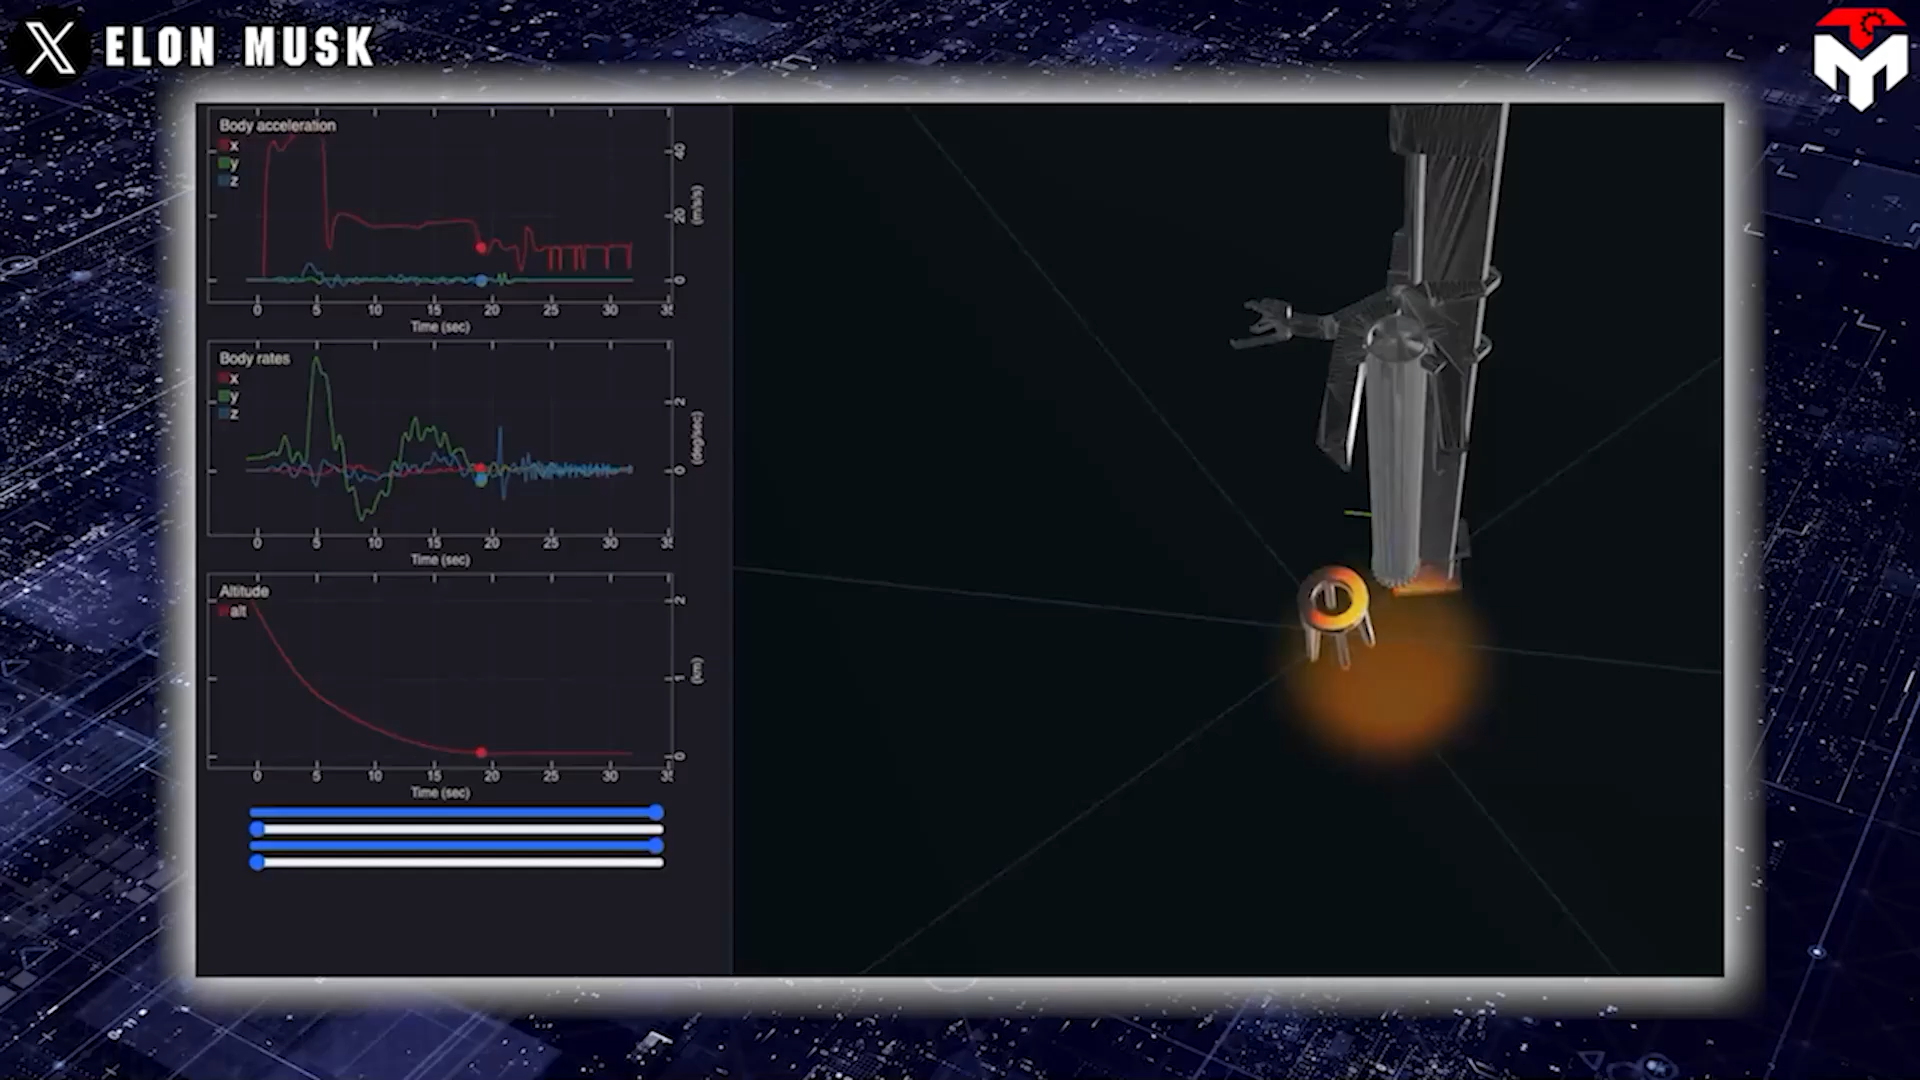 ELON MUSK
Body acceleration
x
y
z
40
20
0
(m/s/s)
0 5 10 15 20 25 30
Time (sec)
Body rates
x
y
z
2
0
(deg/sec)
0 5 10 15 20 25 30
Time (sec)
Altitude
alt
2
1
0
(km)
0 5 10 15 20 25 30
Time (sec)